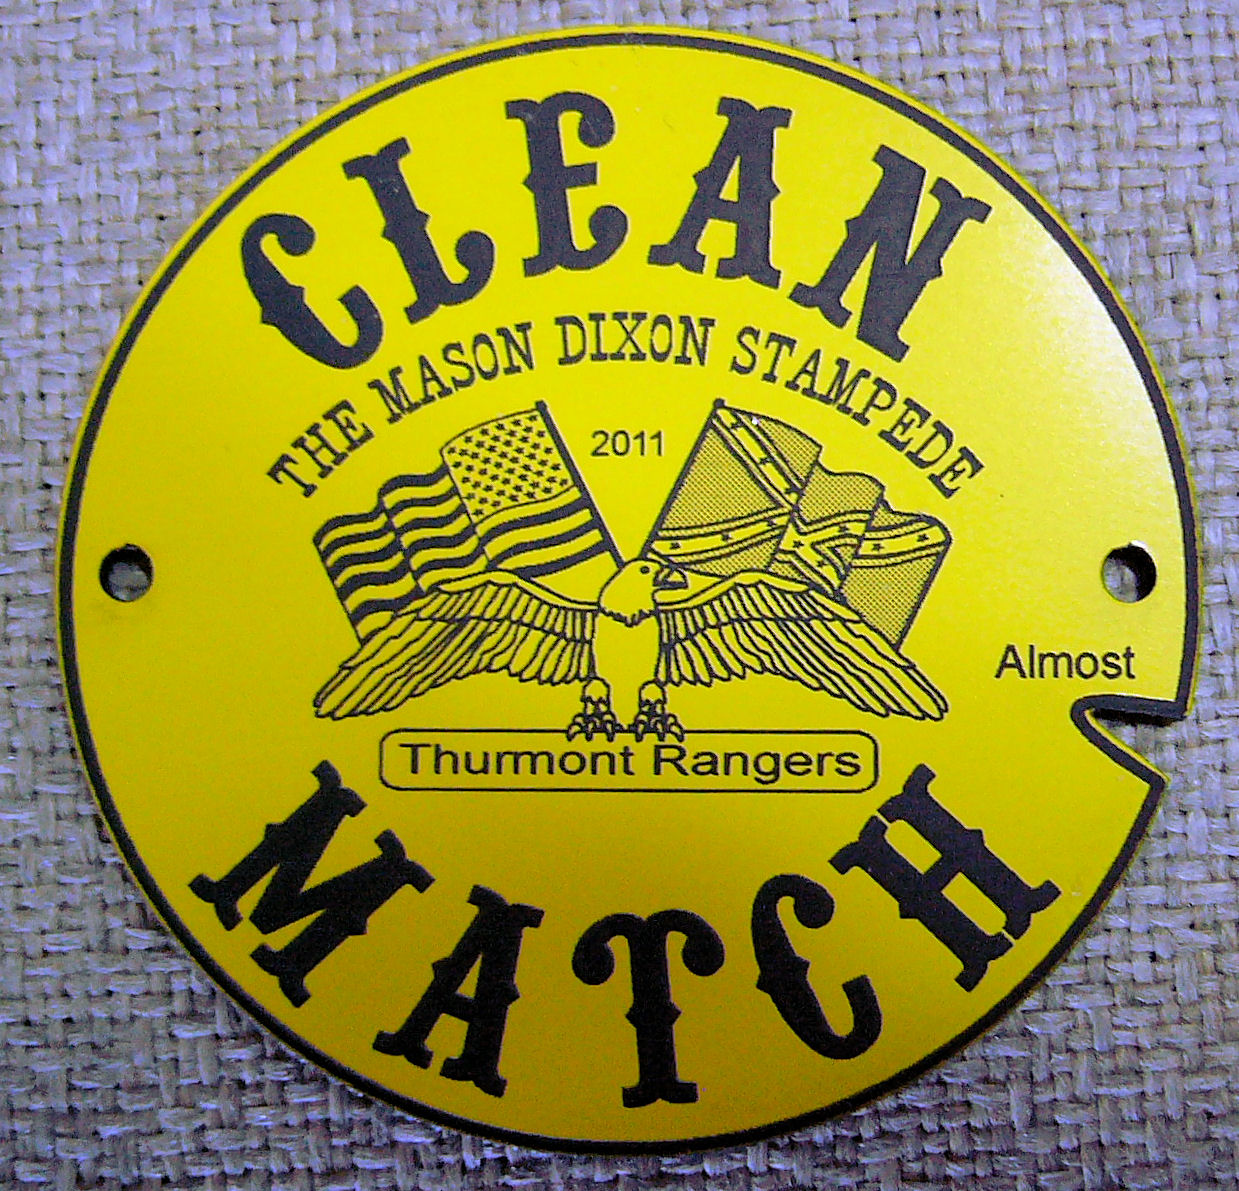 CLEAN
THE MASON DIXON STAMPEDE
2011
Almost
Thurmont Rangers
MATCH